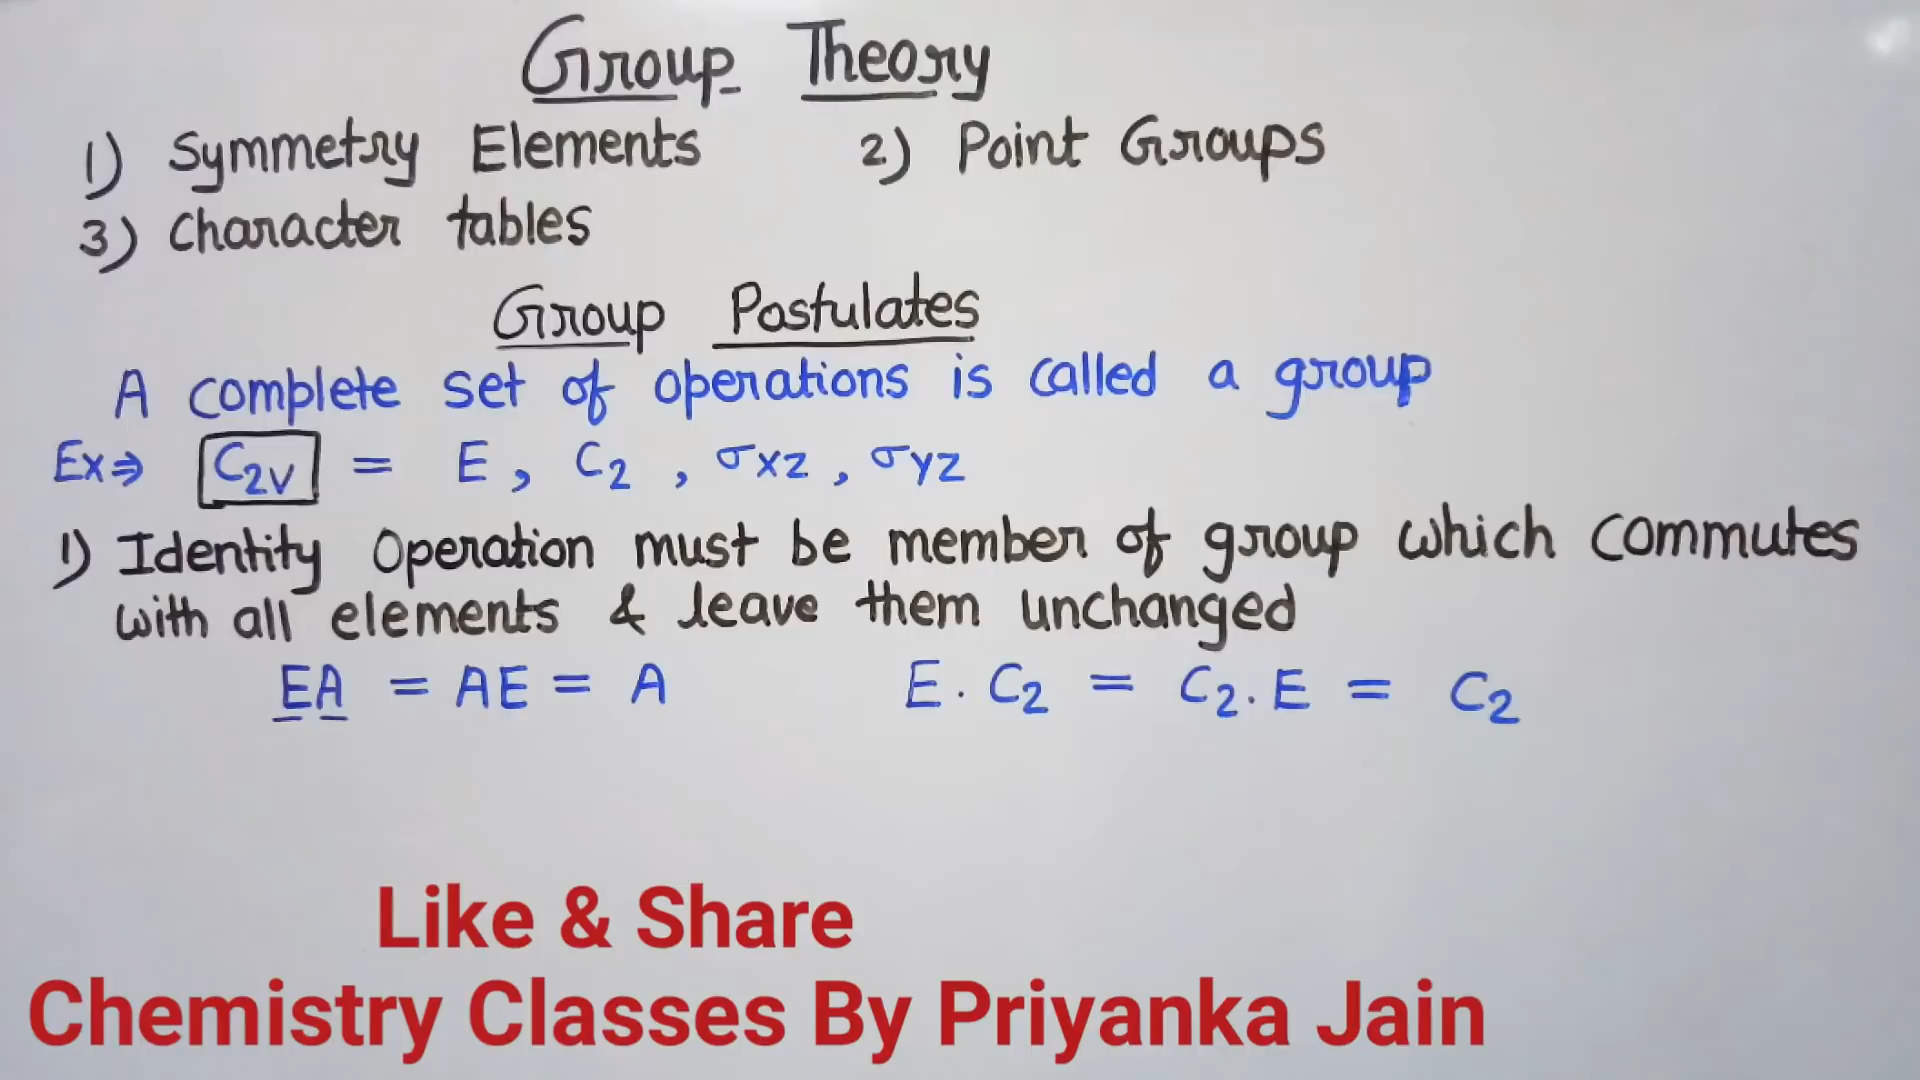 Group Theory
1) Symmetry Elements 2) Point Groups
3) Character tables
Group Postulates
A complete set of operations is called a group
Ex⇒ C2V = E, C2, σxz, σyz
1) Identity Operation must be member of group which commutes
with all elements & leave them unchanged
EA = AE = A E . C2 = C2 . E = C2
Like & Share
Chemistry Classes By Priyanka Jain